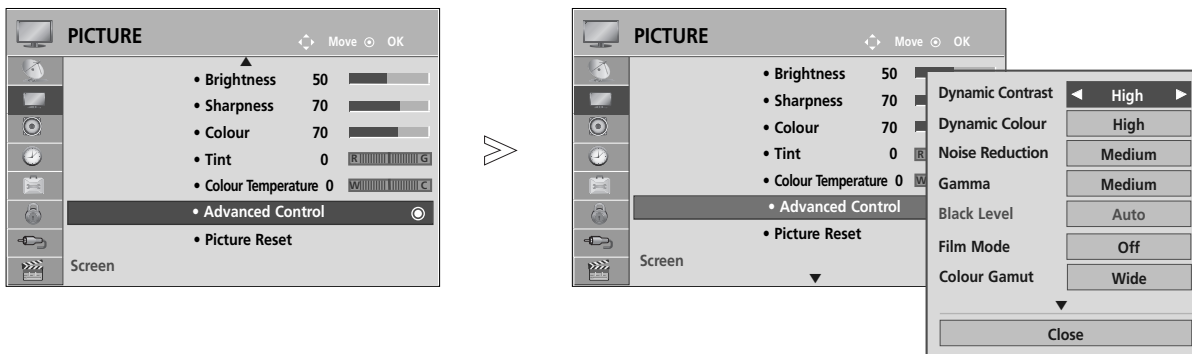 PICTURE
Move OK
• Brightness 50
• Sharpness 70
• Colour 70
• Tint 0 R G
• Colour Temperature 0 W C
• Advanced Control
• Picture Reset
Screen
PICTURE
Move OK
• Brightness 50
• Sharpness 70
• Colour 70
• Tint 0 R
• Colour Temperature 0 W
• Advanced Control
• Picture Reset
Screen
Dynamic Contrast High
Dynamic Colour High
Noise Reduction Medium
Gamma Medium
Black Level Auto
Film Mode Off
Colour Gamut Wide
Close